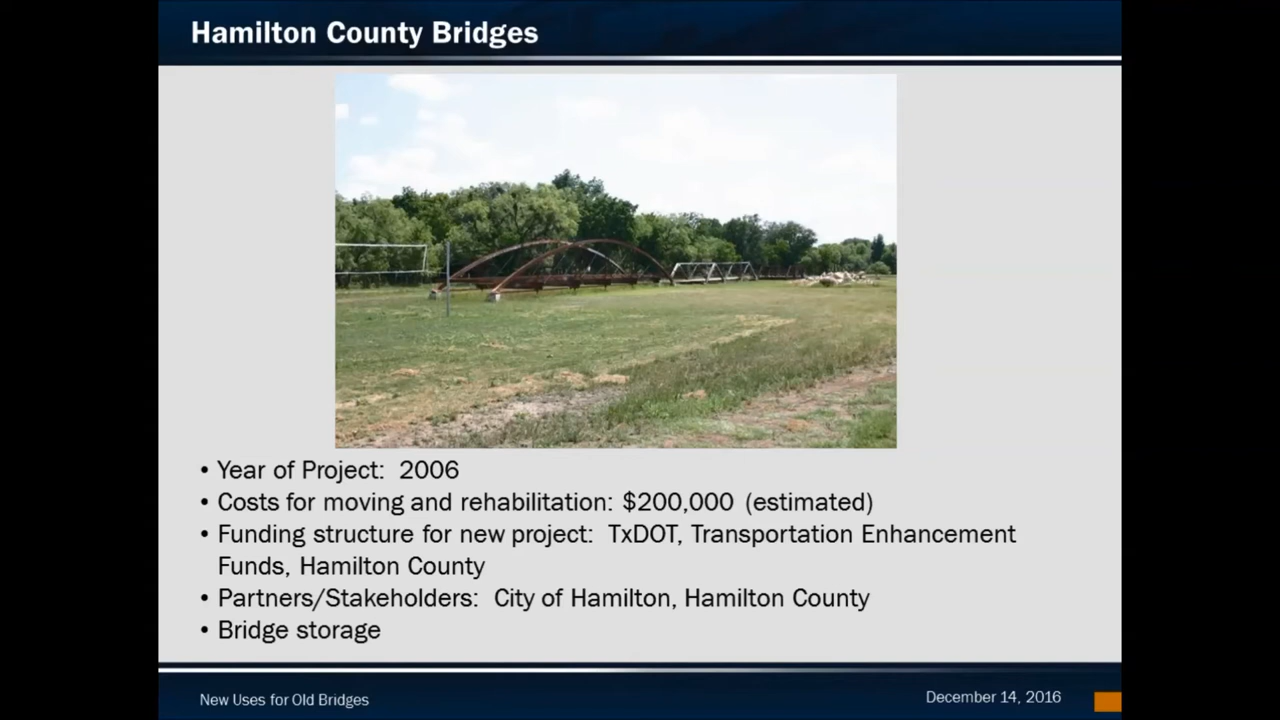 Hamilton County Bridges
• Year of Project: 2006
• Costs for moving and rehabilitation: $200,000 (estimated)
• Funding structure for new project: TxDOT, Transportation Enhancement
Funds, Hamilton County
• Partners/Stakeholders: City of Hamilton, Hamilton County
• Bridge storage
New Uses for Old Bridges
December 14, 2016